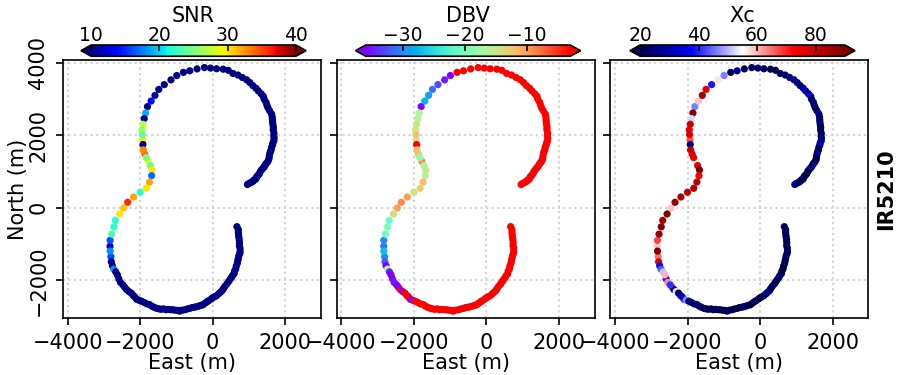 SNR DBV Xc
10 20 30 40 −30 −20 −10 20 40 60 80
4000
2000
0
−2000
North (m)
IR5210
−4000 −2000 0 2000 −4000 −2000 0 2000 −4000 −2000 0 2000
East (m) East (m) East (m)